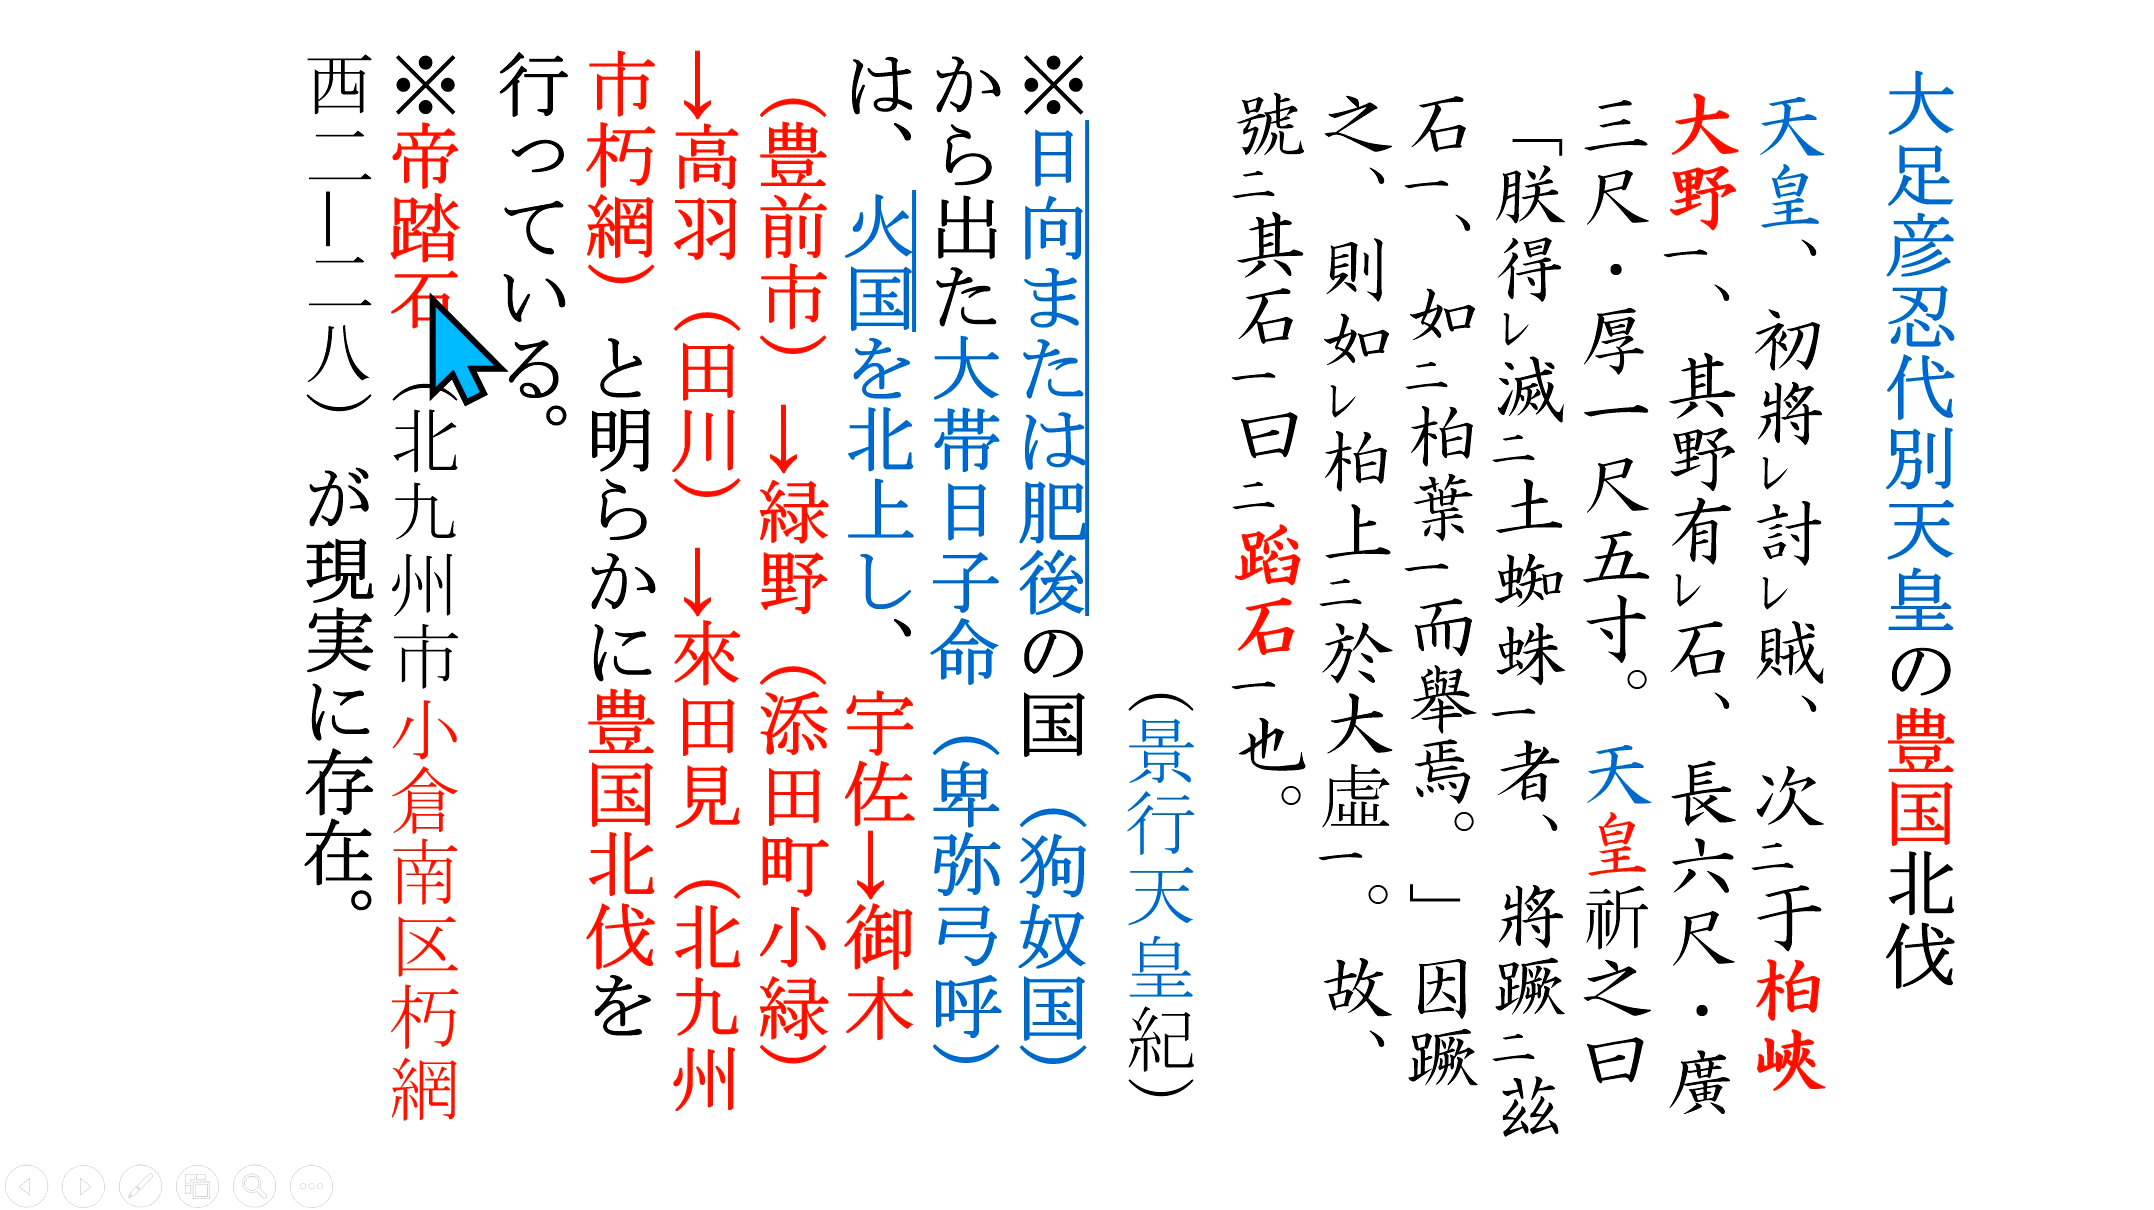 大足彦忍代別天皇の豊国北伐
天皇、初將㆑討㆑賊、次㆓于柏峽
大野㆒、其野有㆑石、長六尺・廣
三尺・厚一尺五寸。天皇祈之曰
「朕得㆑滅㆓土蜘蛛㆒者、將蹶㆓茲
石㆒、如㆓柏葉㆒而舉焉。」因蹶
之、則如㆑柏上㆓於大虛㆒。故、
號㆓其石㆒曰㆓蹈石㆒也。
（景行天皇紀）
※日向または肥後の国（狗奴国）
から出た大帯日子命（卑弥弓呼）
は、火国を北上し、宇佐→御木
（豊前市）→緑野（添田町小緑）
→高羽（田川）→來田見（北九州
市朽網）と明らかに豊国北伐を
行っている。
※帝踏石（北九州市小倉南区朽網
西二―二一八）が現実に存在。